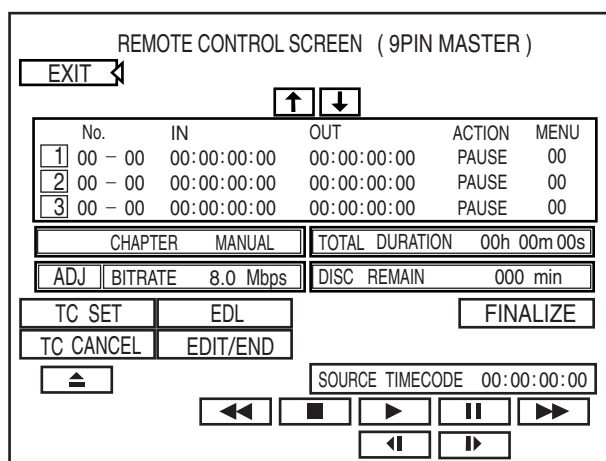 REMOTE CONTROL SCREEN ( 9PIN MASTER )
EXIT
No. IN OUT ACTION MENU
1 00 – 00 00:00:00:00 00:00:00:00 PAUSE 00
2 00 – 00 00:00:00:00 00:00:00:00 PAUSE 00
3 00 – 00 00:00:00:00 00:00:00:00 PAUSE 00
CHAPTER MANUAL TOTAL DURATION 00h 00m 00s
ADJ BITRATE 8.0 Mbps DISC REMAIN 000 min
TC SET EDL FINALIZE
TC CANCEL EDIT/END
SOURCE TIMECODE 00:00:00:00